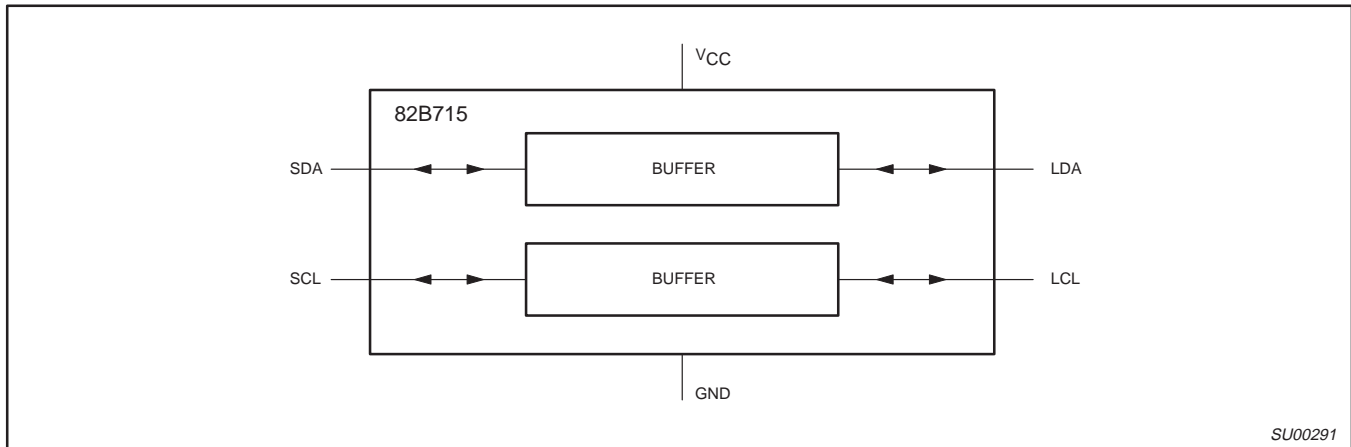 VCC
82B715
SDA BUFFER LDA
SCL BUFFER LCL
GND
SU00291